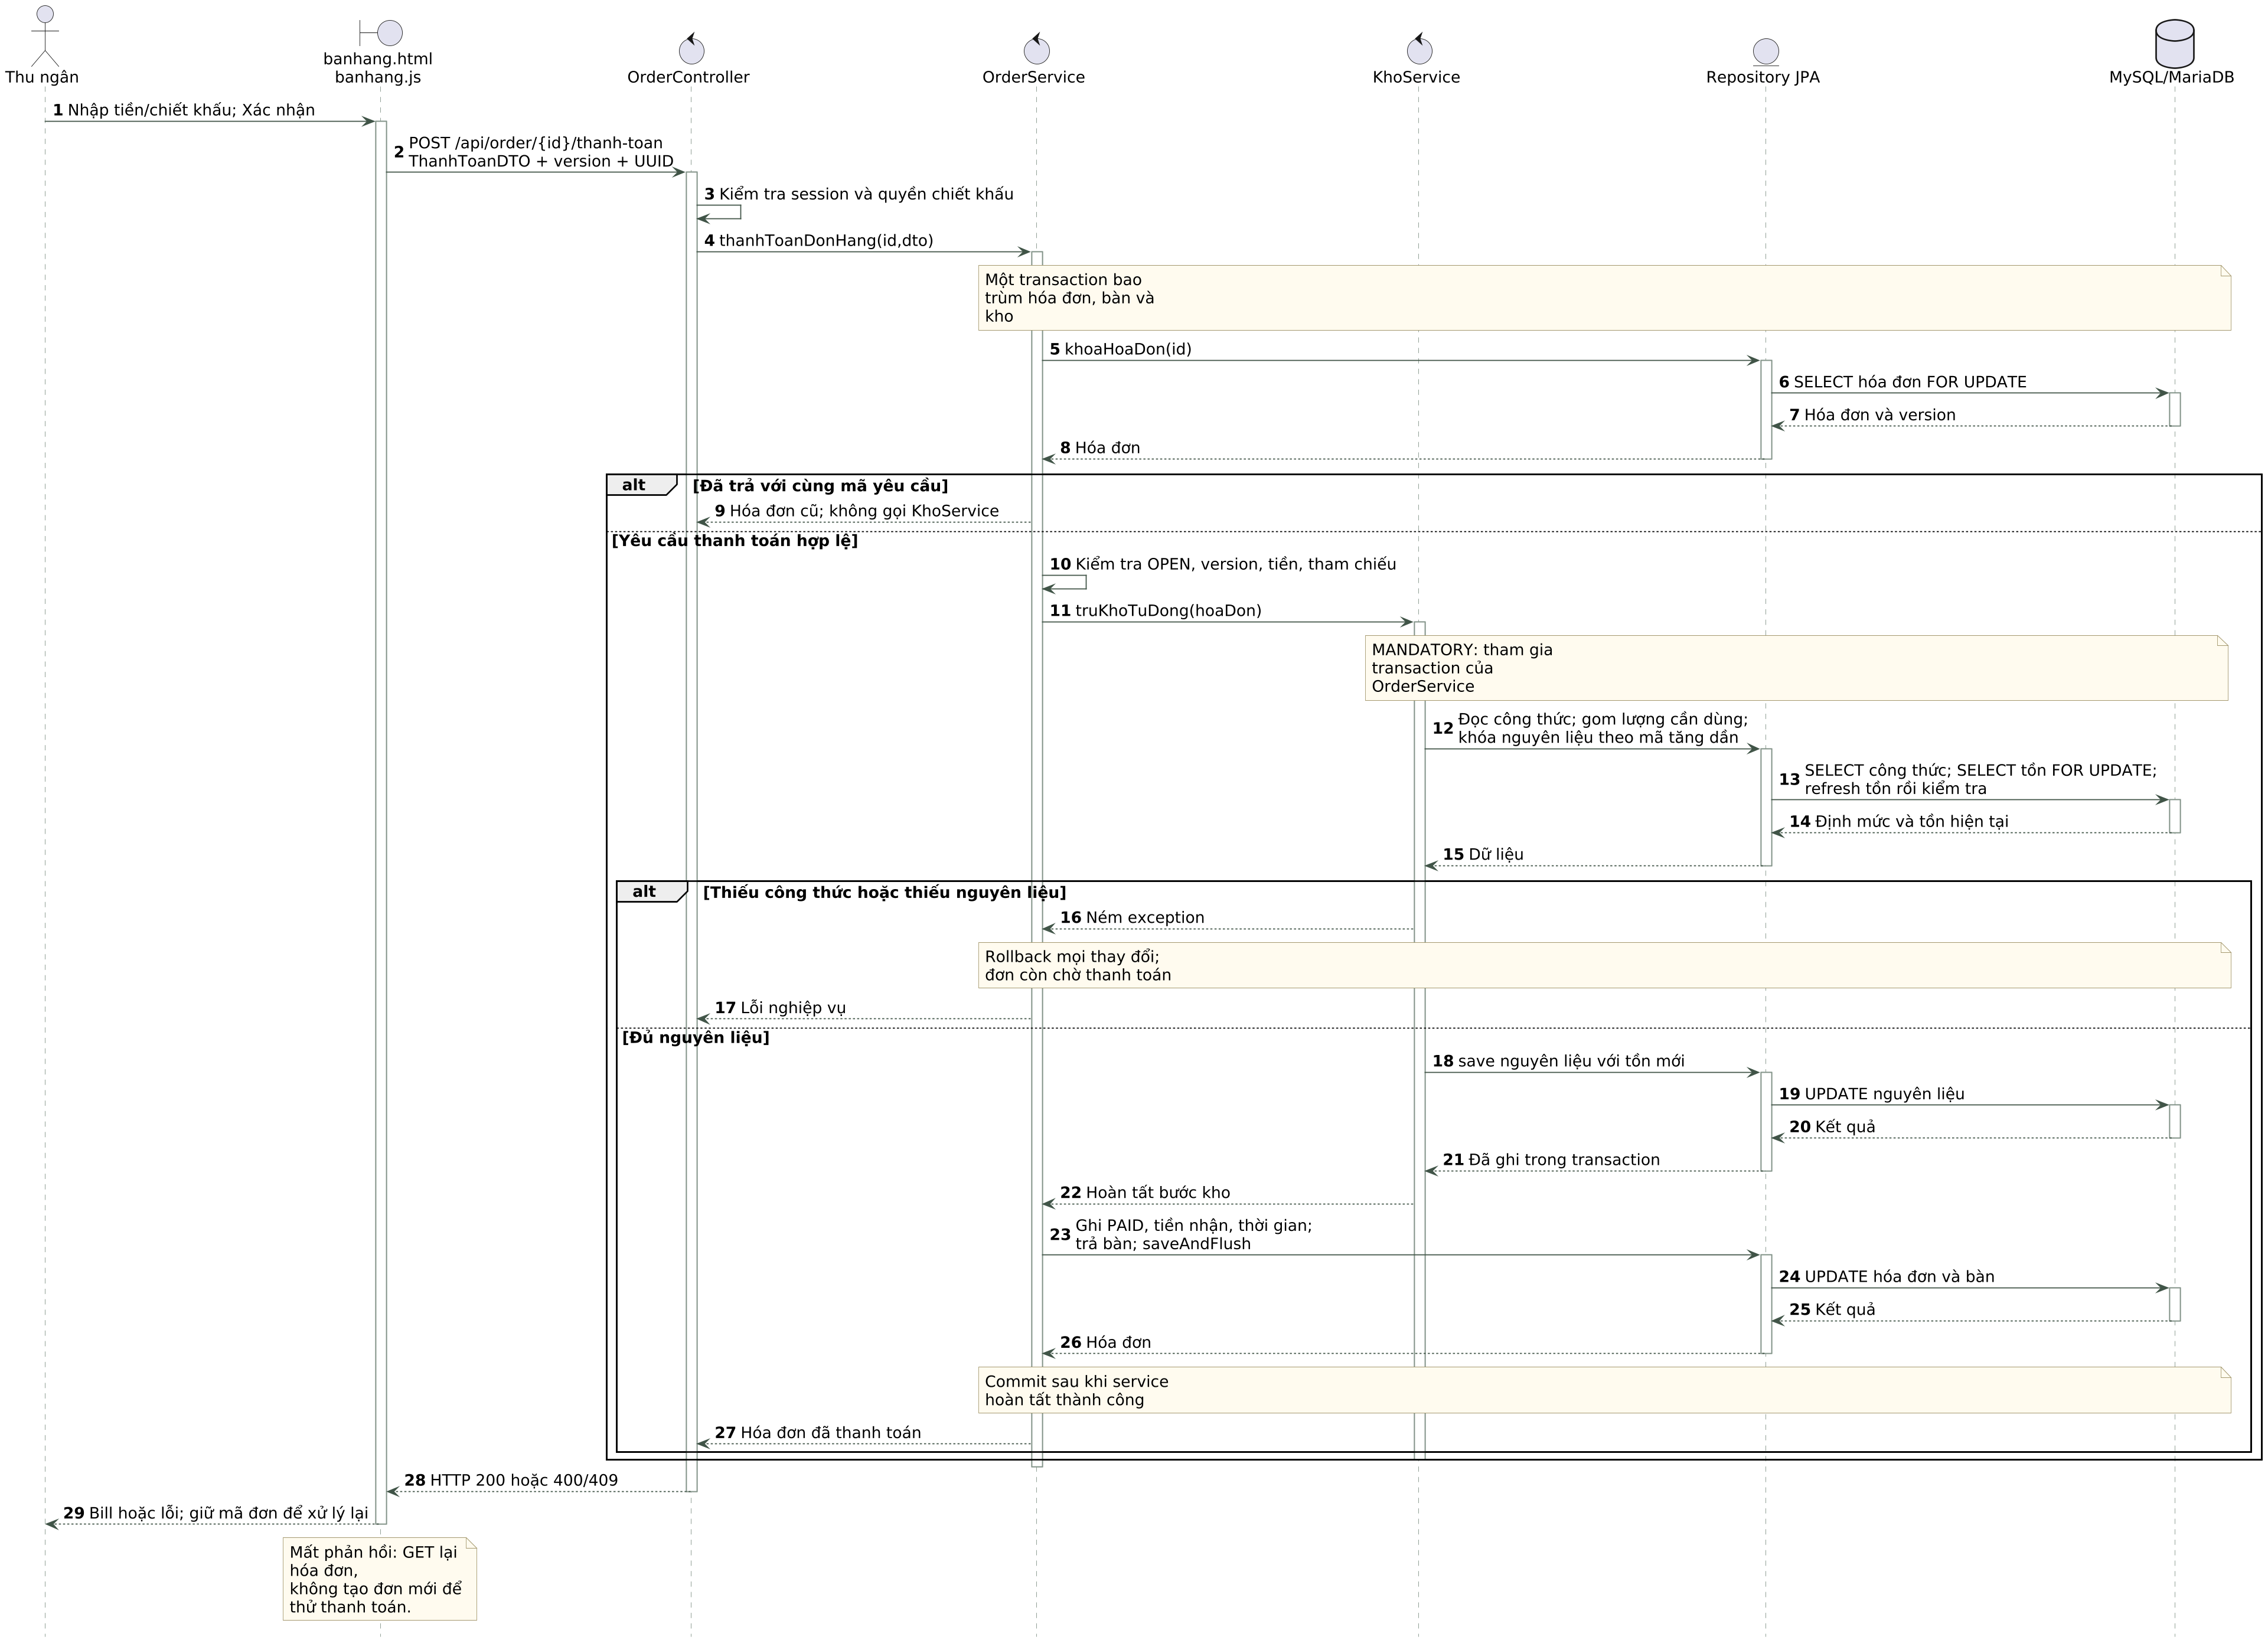 Thu ngân
banhang.html
banhang.js
OrderController
OrderService
KhoService
Repository JPA
MySQL/MariaDB
1 Nhập tiền/chiết khấu; Xác nhận
2 POST /api/order/{id}/thanh-toan
ThanhToanDTO + version + UUID
3 Kiểm tra session và quyền chiết khấu
4 thanhToanDonHang(id,dto)
Một transaction bao
trùm hóa đơn, bàn và
kho
5 khoaHoaDon(id)
6 SELECT hóa đơn FOR UPDATE
7 Hóa đơn và version
8 Hóa đơn
alt [Đã trả với cùng mã yêu cầu]
9 Hóa đơn cũ; không gọi KhoService
[Yêu cầu thanh toán hợp lệ]
10 Kiểm tra OPEN, version, tiền, tham chiếu
11 truKhoTuDong(hoaDon)
MANDATORY: tham gia
transaction của
OrderService
12 Đọc công thức; gom lượng cần dùng;
khóa nguyên liệu theo mã tăng dần
13 SELECT công thức; SELECT tồn FOR UPDATE;
refresh tồn rồi kiểm tra
14 Định mức và tồn hiện tại
15 Dữ liệu
alt [Thiếu công thức hoặc thiếu nguyên liệu]
16 Ném exception
Rollback mọi thay đổi;
đơn còn chờ thanh toán
17 Lỗi nghiệp vụ
[Đủ nguyên liệu]
18 save nguyên liệu với tồn mới
19 UPDATE nguyên liệu
20 Kết quả
21 Đã ghi trong transaction
22 Hoàn tất bước kho
23 Ghi PAID, tiền nhận, thời gian;
trả bàn; saveAndFlush
24 UPDATE hóa đơn và bàn
25 Kết quả
26 Hóa đơn
Commit sau khi service
hoàn tất thành công
27 Hóa đơn đã thanh toán
28 HTTP 200 hoặc 400/409
29 Bill hoặc lỗi; giữ mã đơn để xử lý lại
Mất phản hồi: GET lại
hóa đơn,
không tạo đơn mới để
thử thanh toán.